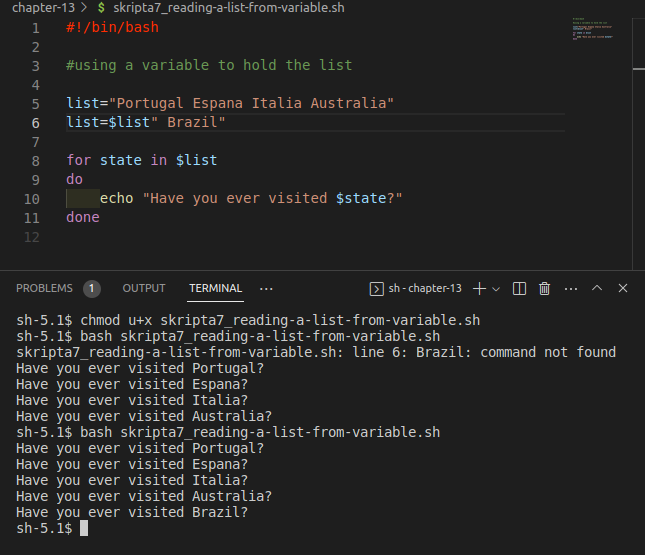 chapter-13 > $ skripta7_reading-a-list-from-variable.sh
1 #!/bin/bash
2
3 #using a variable to hold the list
4
5 list="Portugal Espana Italia Australia"
6 list=$list" Brazil"
7
8 for state in $list
9 do
10 echo "Have you ever visited $state?"
11 done
12
PROBLEMS 1 OUTPUT TERMINAL ··· sh - chapter-13 + ···
sh-5.1$ chmod u+x skripta7_reading-a-list-from-variable.sh
sh-5.1$ bash skripta7_reading-a-list-from-variable.sh
skripta7_reading-a-list-from-variable.sh: line 6: Brazil: command not found
Have you ever visited Portugal?
Have you ever visited Espana?
Have you ever visited Italia?
Have you ever visited Australia?
sh-5.1$ bash skripta7_reading-a-list-from-variable.sh
Have you ever visited Portugal?
Have you ever visited Espana?
Have you ever visited Italia?
Have you ever visited Australia?
Have you ever visited Brazil?
sh-5.1$